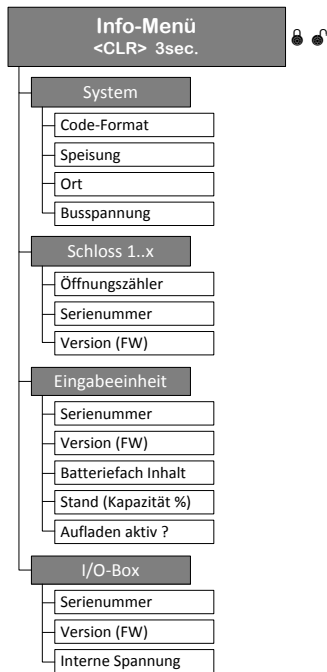 Info-Menü
<CLR> 3sec.
System
Code-Format
Speisung
Ort
Busspannung
Schloss 1..x
Öffnungszähler
Serienummer
Version (FW)
Eingabeeinheit
Serienummer
Version (FW)
Batteriefach Inhalt
Stand (Kapazität %)
Aufladen aktiv ?
I/O-Box
Serienummer
Version (FW)
Interne Spannung